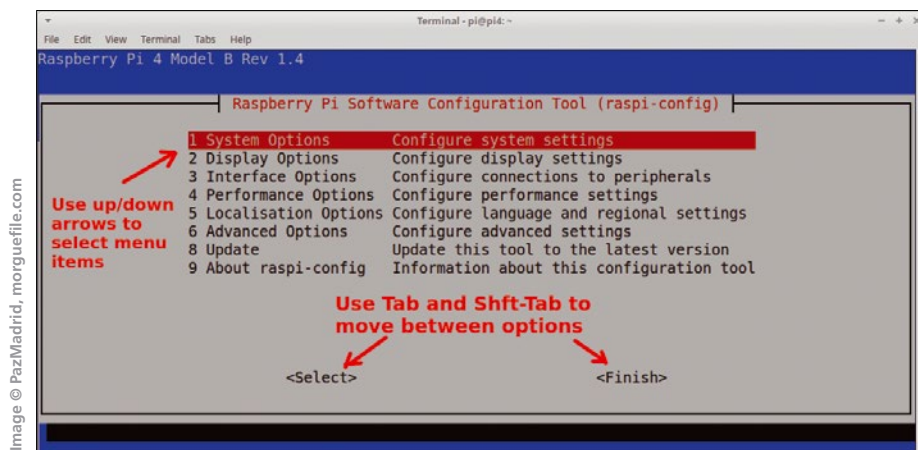 Terminal - pi@pi4: ~
File Edit View Terminal Tabs Help
Raspberry Pi 4 Model B Rev 1.4
Raspberry Pi Software Configuration Tool (raspi-config)
1 System Options Configure system settings
2 Display Options Configure display settings
3 Interface Options Configure connections to peripherals
4 Performance Options Configure performance settings
5 Localisation Options Configure language and regional settings
6 Advanced Options Configure advanced settings
8 Update Update this tool to the latest version
9 About raspi-config Information about this configuration tool
Use up/down
arrows to
select menu
items
Use Tab and Shft-Tab to
move between options
<Select> <Finish>
Image © PazMadrid, morguefile.com